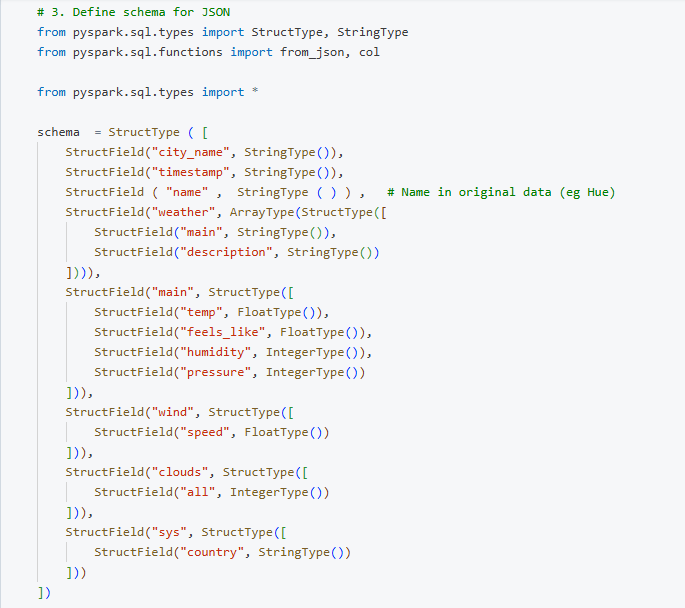 # 3. Define schema for JSON
from pyspark.sql.types import StructType, StringType
from pyspark.sql.functions import from_json, col

from pyspark.sql.types import *

schema  = StructType ( [
    StructField("city_name", StringType()),
    StructField("timestamp", StringType()),
    StructField ( "name" ,  StringType ( ) ) ,   # Name in original data (eg Hue)
    StructField("weather", ArrayType(StructType([
        StructField("main", StringType()),
        StructField("description", StringType())
    ]))),
    StructField("main", StructType([
        StructField("temp", FloatType()),
        StructField("feels_like", FloatType()),
        StructField("humidity", IntegerType()),
        StructField("pressure", IntegerType())
    ])),
    StructField("wind", StructType([
        StructField("speed", FloatType())
    ])),
    StructField("clouds", StructType([
        StructField("all", IntegerType())
    ])),
    StructField("sys", StructType([
        StructField("country", StringType())
    ]))
])